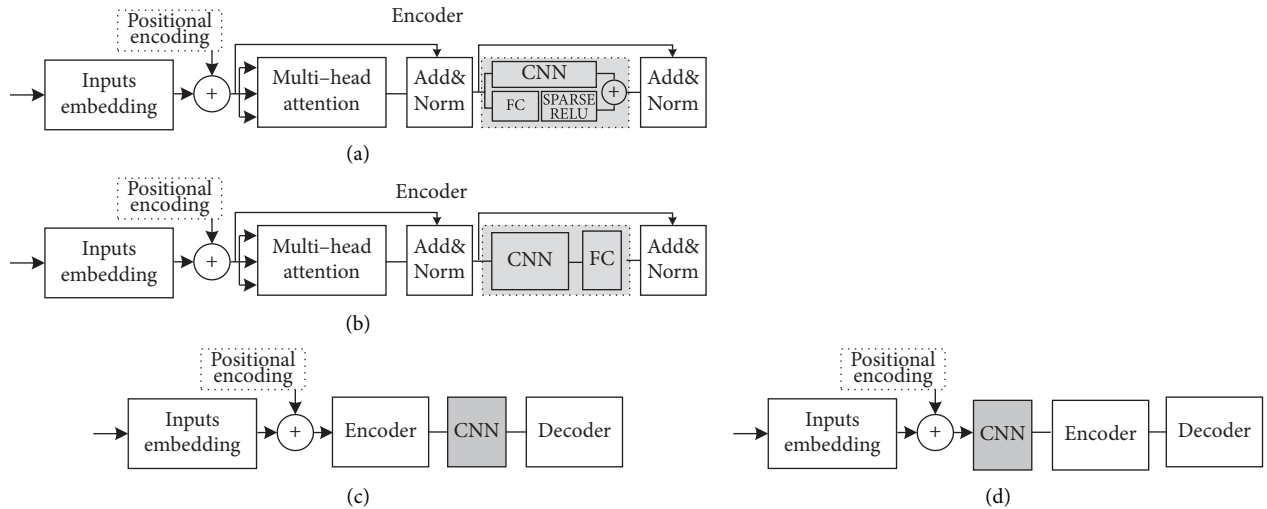 Positional
encoding
Encoder
Inputs
embedding
+
Multi–head
attention
Add&
Norm
CNN
FC
SPARSE
RELU
+
Add&
Norm
(a)
Positional
encoding
Encoder
Inputs
embedding
+
Multi–head
attention
Add&
Norm
CNN
FC
Add&
Norm
(b)
Positional
encoding
Inputs
embedding
+
Encoder
CNN
Decoder
(c)
Positional
encoding
Inputs
embedding
+
CNN
Encoder
Decoder
(d)